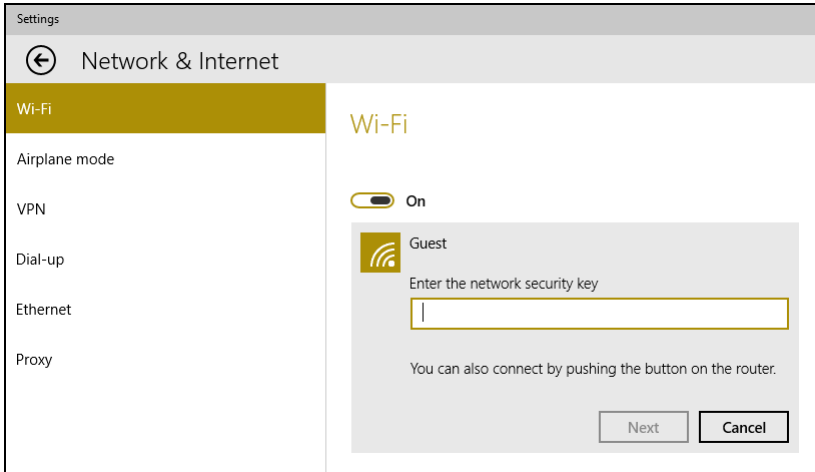 Settings
Network & Internet
Wi-Fi
Airplane mode
VPN
Dial-up
Ethernet
Proxy
Wi-Fi
On
Guest
Enter the network security key
You can also connect by pushing the button on the router.
Next Cancel